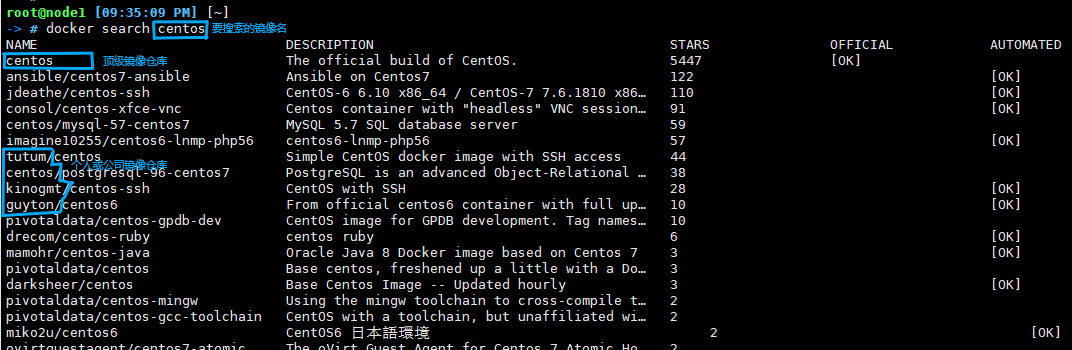 root@node1 [09:35:09 PM] [~]
-> # docker search centos 要搜索的镜像名
NAME DESCRIPTION STARS OFFICIAL AUTOMATED
centos 顶级镜像仓库 The official build of CentOS. 5447 [OK]
ansible/centos7-ansible Ansible on Centos7 122 [OK]
jdeathe/centos-ssh CentOS-6 6.10 x86_64 / CentOS-7 7.6.1810 x86… 110 [OK]
consol/centos-xfce-vnc Centos container with "headless" VNC session… 91 [OK]
centos/mysql-57-centos7 MySQL 5.7 SQL database server 59
imagine10255/centos6-lnmp-php56 centos6-lnmp-php56 57 [OK]
tutum/centos Simple CentOS docker image with SSH access 44
个人或公司镜像仓库
centos/postgresql-96-centos7 PostgreSQL is an advanced Object-Relational … 38
kinogmt/centos-ssh CentOS with SSH 28 [OK]
guyton/centos6 From official centos6 container with full up… 10 [OK]
pivotaldata/centos-gpdb-dev CentOS image for GPDB development. Tag names… 10
drecom/centos-ruby centos ruby 6 [OK]
mamohr/centos-java Oracle Java 8 Docker image based on Centos 7 3 [OK]
pivotaldata/centos Base centos, freshened up a little with a Do… 3
darksheer/centos Base Centos Image -- Updated hourly 3 [OK]
pivotaldata/centos-mingw Using the mingw toolchain to cross-compile t… 2
pivotaldata/centos-gcc-toolchain CentOS with a toolchain, but unaffiliated wi… 2
miko2u/centos6 CentOS6 日本語環境 2 [OK]
ovirtguestagent/centos7-atomic The oVirt Guest Agent for Centos 7 Atomic Ho… 2